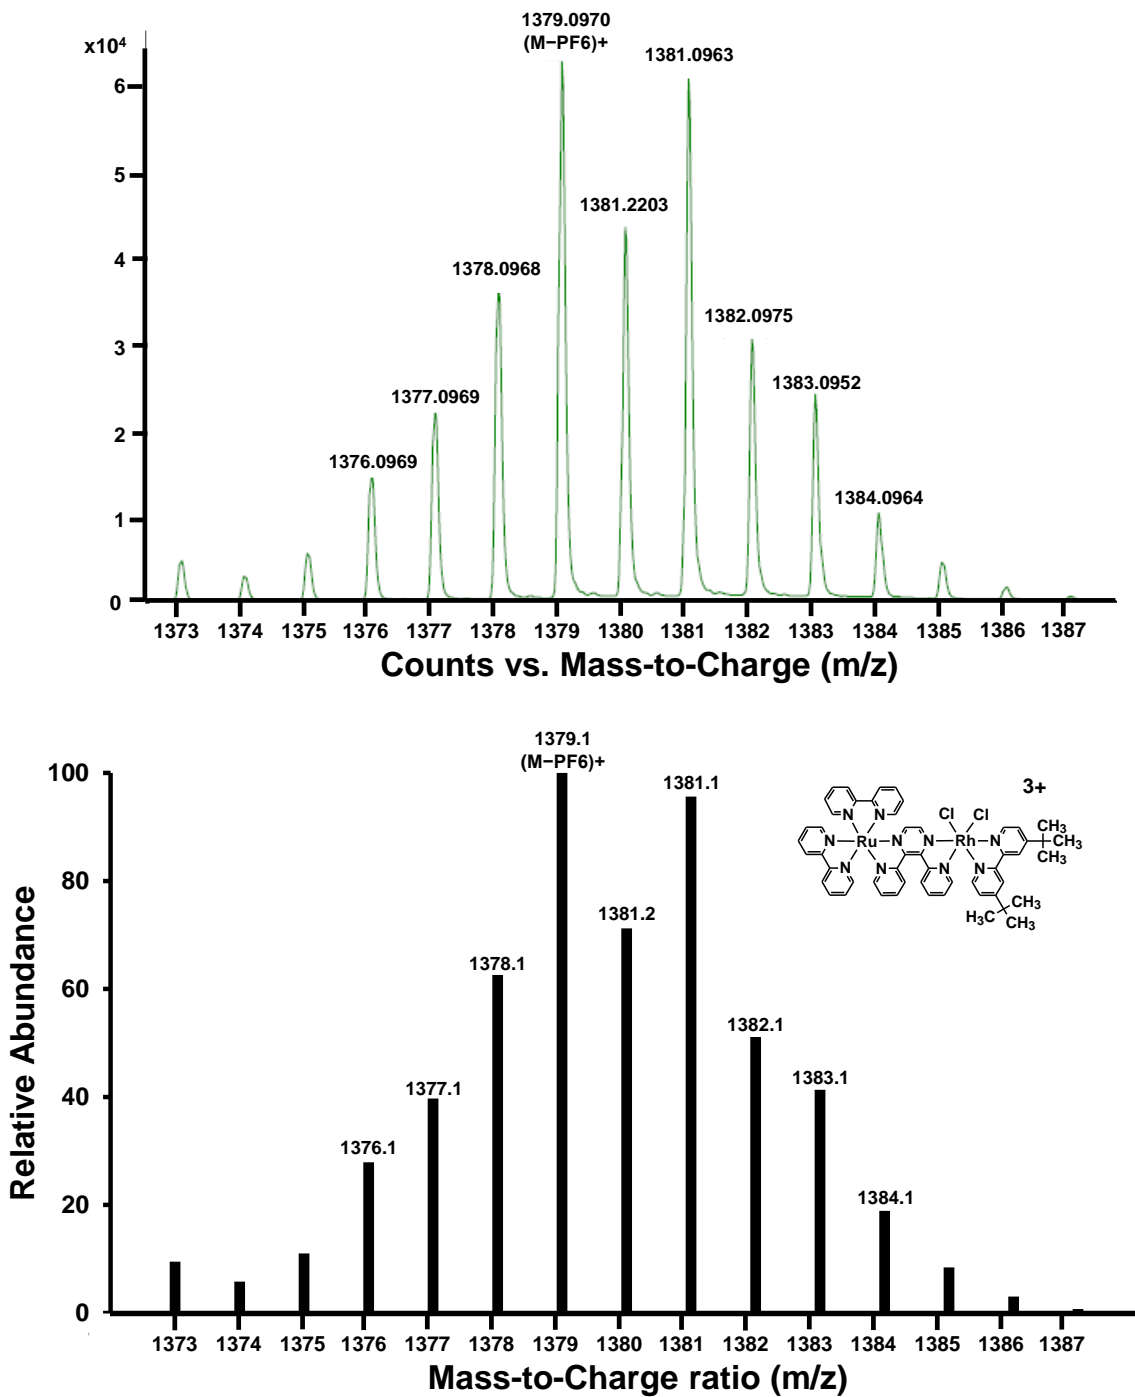 1379.0970
(M−PF6)+
x10⁴
1381.0963
6
5
1381.2203
4
1378.0968
1382.0975
3
1383.0952
1377.0969
2
1376.0969
1384.0964
1
0
1373 1374 1375 1376 1377 1378 1379 1380 1381 1382 1383 1384 1385 1386 1387
Counts vs. Mass-to-Charge (m/z)
1379.1
(M−PF6)+
100
1381.1
3+
Cl Cl
N N
N Ru N N Rh N CH3
CH3
CH3
N N N N
CH3
H3C CH3
80
1381.2
1378.1
60
1382.1
1383.1
1377.1
40
1376.1
1384.1
20
0
Relative Abundance
1373 1374 1375 1376 1377 1378 1379 1380 1381 1382 1383 1384 1385 1386 1387
Mass-to-Charge ratio (m/z)